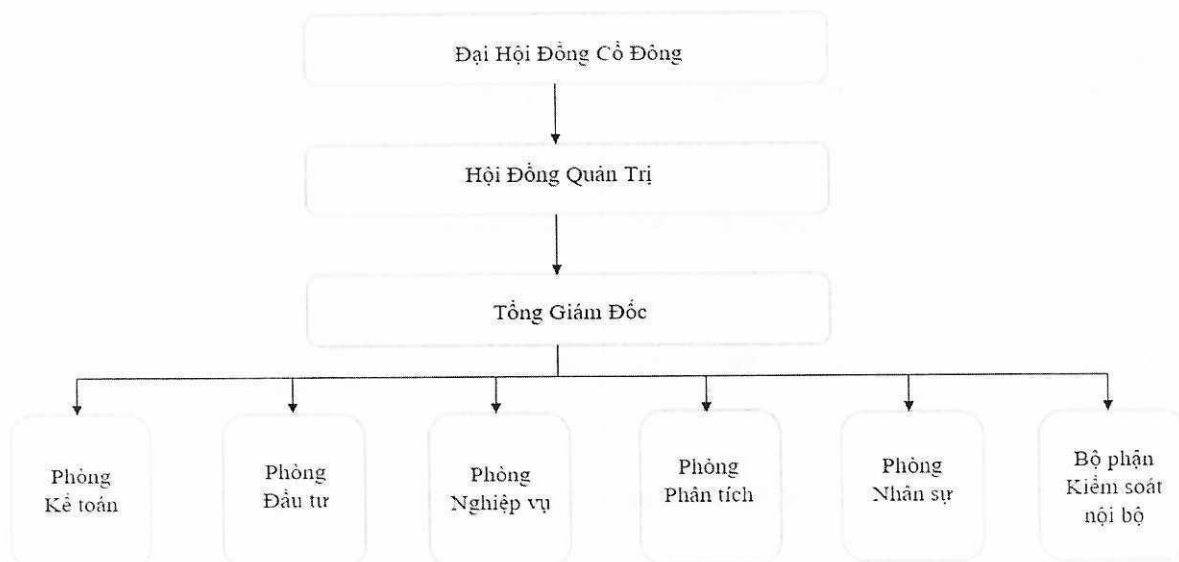 Đại Hội Đồng Cổ Đông
Hội Đồng Quản Trị
Tổng Giám Đốc
Phòng
Kế toán
Phòng
Đầu tư
Phòng
Nghiệp vụ
Phòng
Phân tích
Phòng
Nhân sự
Bộ phận
Kiểm soát
nội bộ